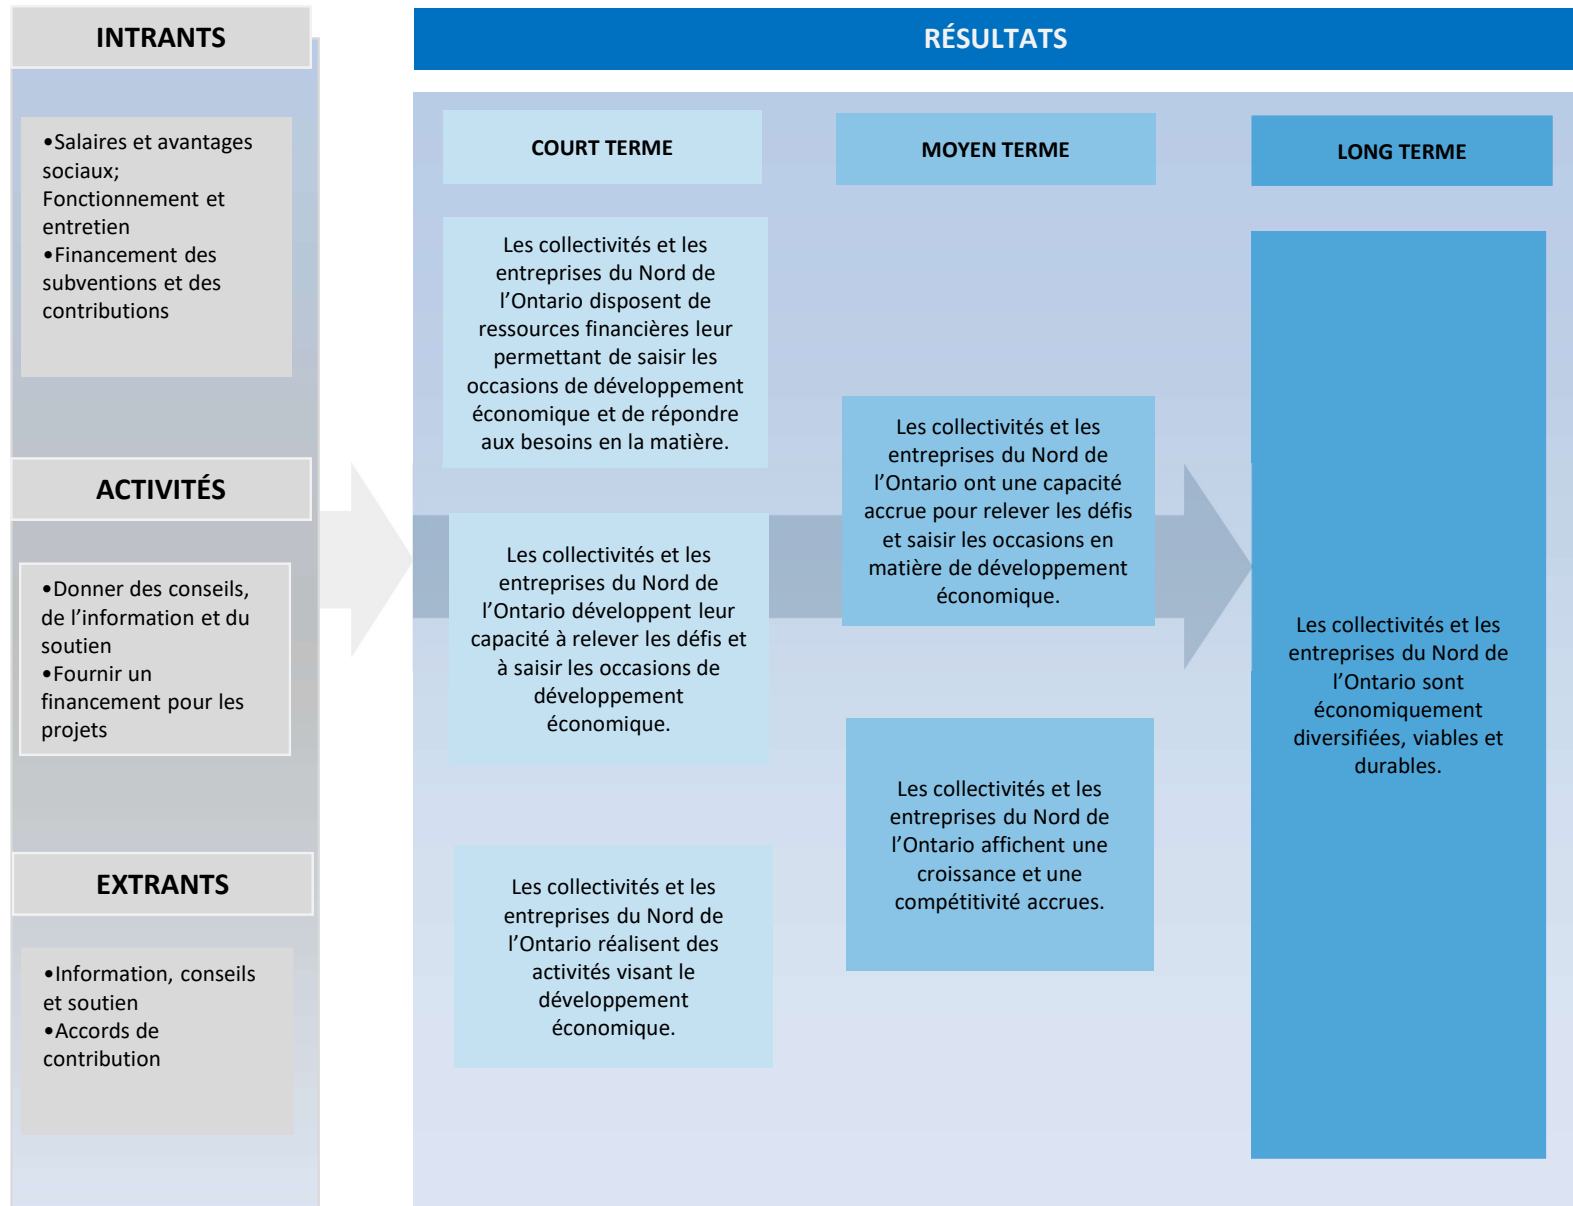 INTRANTS
•Salaires et avantages
sociaux;
Fonctionnement et
entretien
•Financement des
subventions et des
contributions
ACTIVITÉS
•Donner des conseils,
de l’information et du
soutien
•Fournir un
financement pour les
projets
EXTRANTS
•Information, conseils
et soutien
•Accords de
contribution
RÉSULTATS
COURT TERME
Les collectivités et les
entreprises du Nord de
l’Ontario disposent de
ressources financières leur
permettant de saisir les
occasions de développement
économique et de répondre
aux besoins en la matière.
Les collectivités et les
entreprises du Nord de
l’Ontario développent leur
capacité à relever les défis et
à saisir les occasions de
développement
économique.
Les collectivités et les
entreprises du Nord de
l’Ontario réalisent des
activités visant le
développement
économique.
MOYEN TERME
Les collectivités et les
entreprises du Nord de
l’Ontario ont une capacité
accrue pour relever les défis
et saisir les occasions en
matière de développement
économique.
Les collectivités et les
entreprises du Nord de
l’Ontario affichent une
croissance et une
compétitivité accrues.
LONG TERME
Les collectivités et les
entreprises du Nord de
l’Ontario sont
économiquement
diversifiées, viables et
durables.